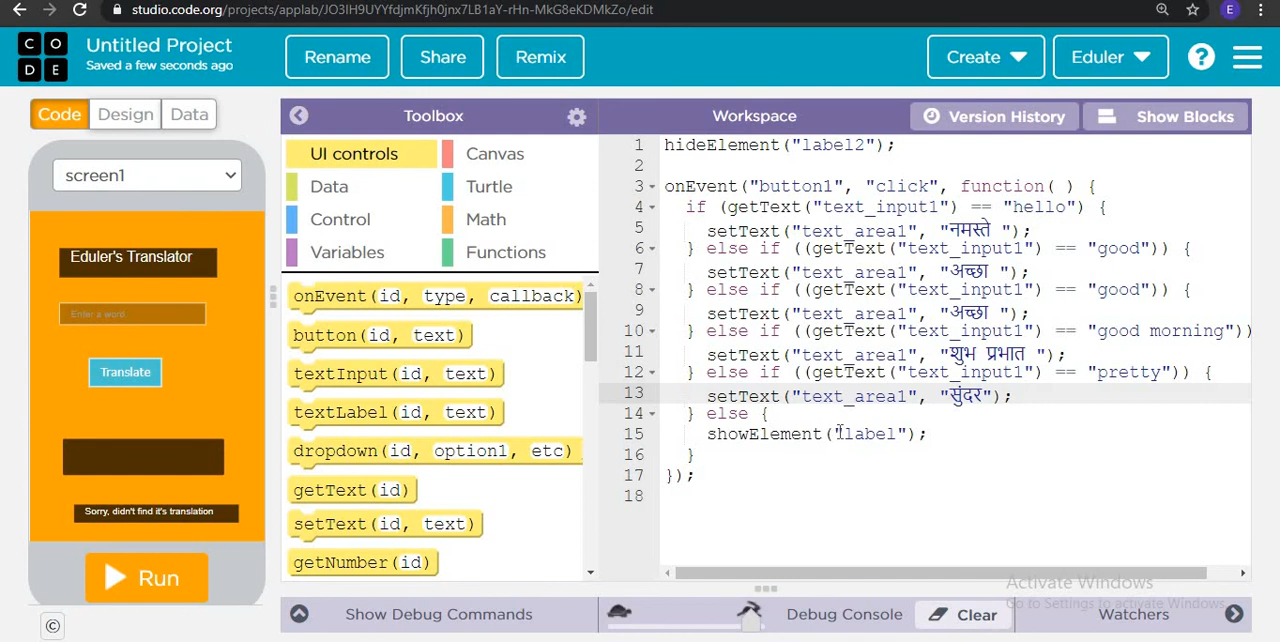 studio.code.org/projects/applab/JO3IH9UYYfdjmKfjh0jnx7LB1aY-rHn-MkG8eKDMkZo/edit
E
C O
D E
Untitled Project
Saved a few seconds ago
Rename
Share
Remix
Create
Eduler
?
Code
Design
Data
Toolbox
Workspace
Version History
Show Blocks
screen1
Eduler's Translator
Enter a word
Translate
Sorry, didn't find it's translation
Run
©
UI controls
Canvas
Data
Turtle
Control
Math
Variables
Functions
onEvent(id, type, callback)
button(id, text)
textInput(id, text)
textLabel(id, text)
dropdown(id, option1, etc)
getText(id)
setText(id, text)
getNumber(id)
1 hideElement("label2");
2
3 onEvent("button1", "click", function( ) {
4 if (getText("text_input1") == "hello") {
5 setText("text_area1", "नमस्ते ");
6 } else if ((getText("text_input1") == "good")) {
7 setText("text_area1", "अच्छा ");
8 } else if ((getText("text_input1") == "good")) {
9 setText("text_area1", "अच्छा ");
10 } else if ((getText("text_input1") == "good morning"))
11 setText("text_area1", "शुभ प्रभात ");
12 } else if ((getText("text_input1") == "pretty")) {
13 setText("text_area1", "सुंदर");
14 } else {
15 showElement("label");
16 }
17 });
18
Activate Windows
Go to Settings to activate Windows.
Show Debug Commands
Debug Console
Clear
Watchers